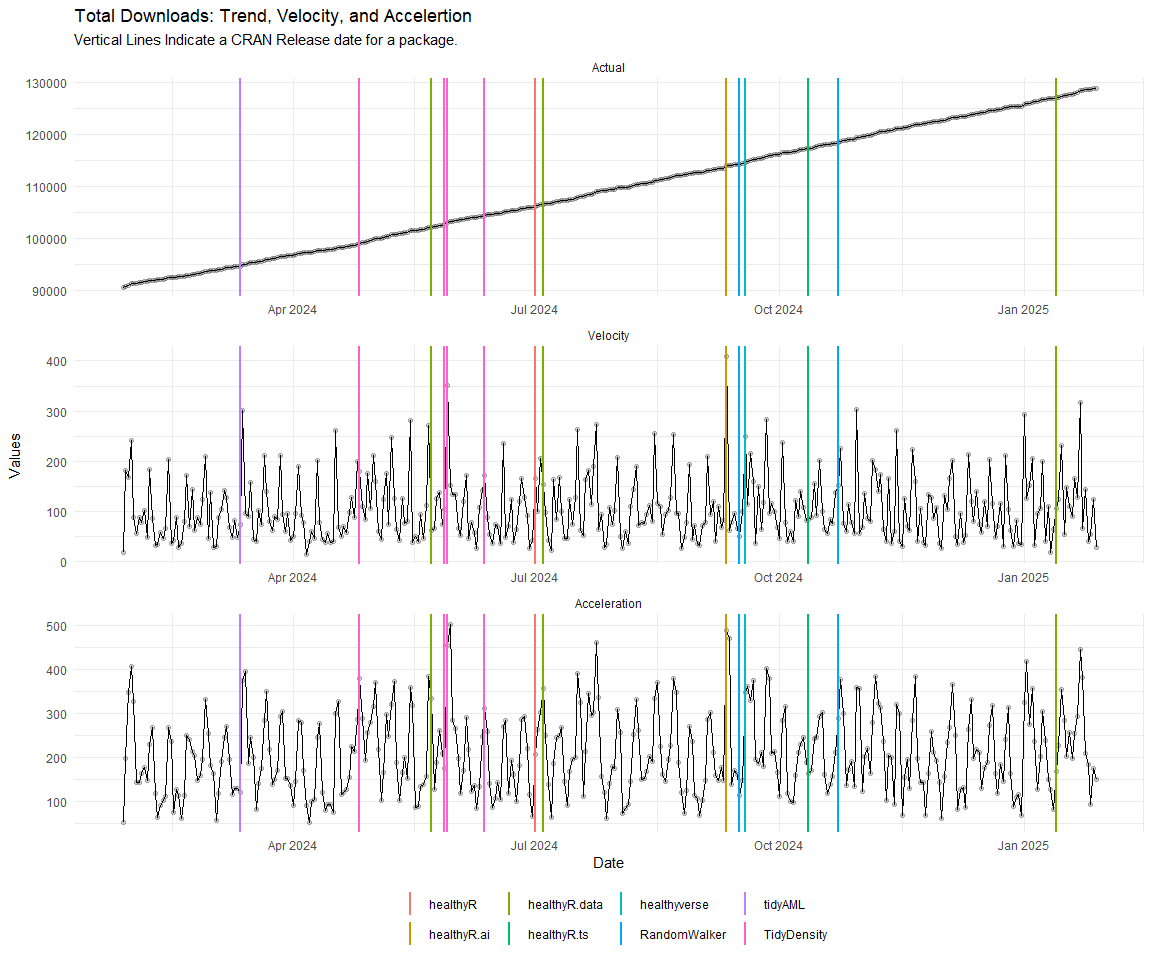 Total Downloads: Trend, Velocity, and Accelertion
Vertical Lines Indicate a CRAN Release date for a package.
Actual
130000
120000
110000
100000
90000
Apr 2024 Jul 2024 Oct 2024 Jan 2025
Velocity
400
300
200
100
0
Apr 2024 Jul 2024 Oct 2024 Jan 2025
Values
Acceleration
500
400
300
200
100
Apr 2024 Jul 2024 Oct 2024 Jan 2025
Date
healthyR healthyR.data healthyverse tidyAML
healthyR.ai healthyR.ts RandomWalker TidyDensity